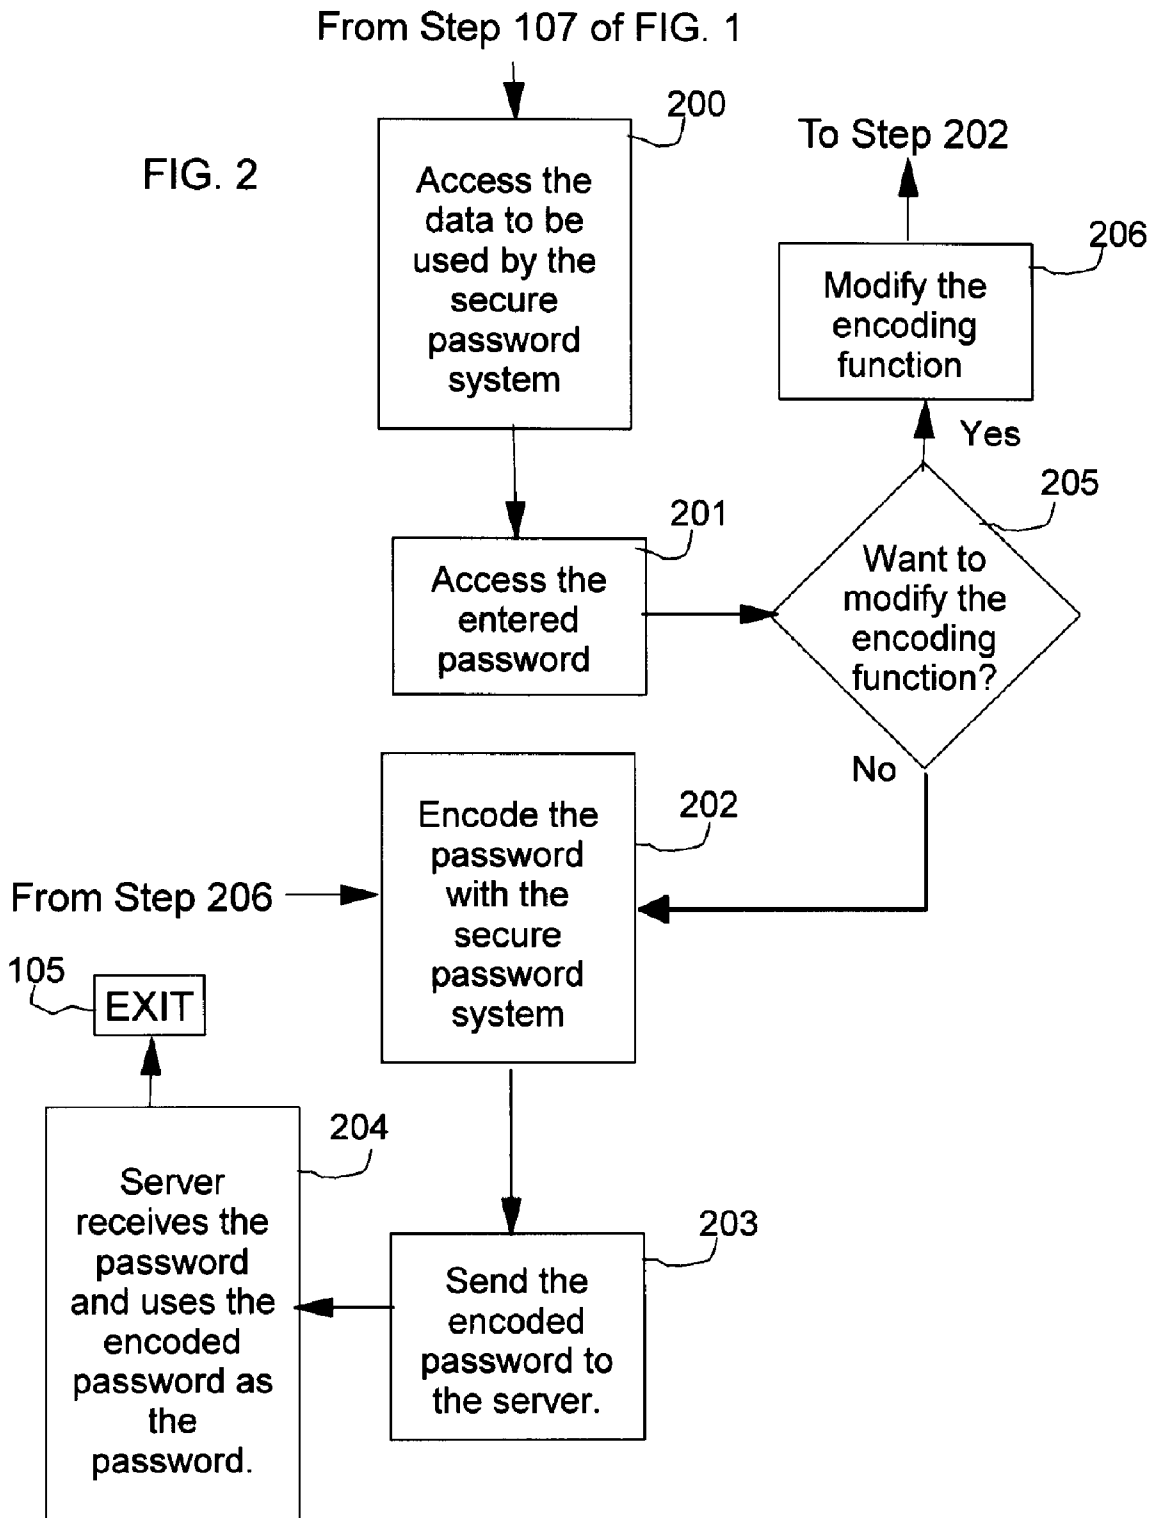 From Step 107 of FIG. 1
200
To Step 202
FIG. 2
Access the
data to be
used by the
secure
password
system
206
Modify the
encoding
function
Yes
205
201
Access the
entered
password
Want to
modify the
encoding
function?
No
202
Encode the
password
with the
secure
password
system
From Step 206
105
EXIT
204
Server
receives the
password
and uses the
encoded
password as
the
password.
203
Send the
encoded
password to
the server.